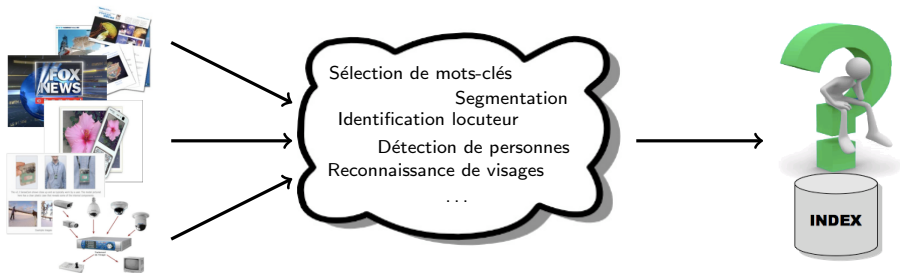 FOX
NEWS
Sélection de mots-clés
Segmentation
Identification locuteur
Détection de personnes
Reconnaissance de visages
. . .
INDEX